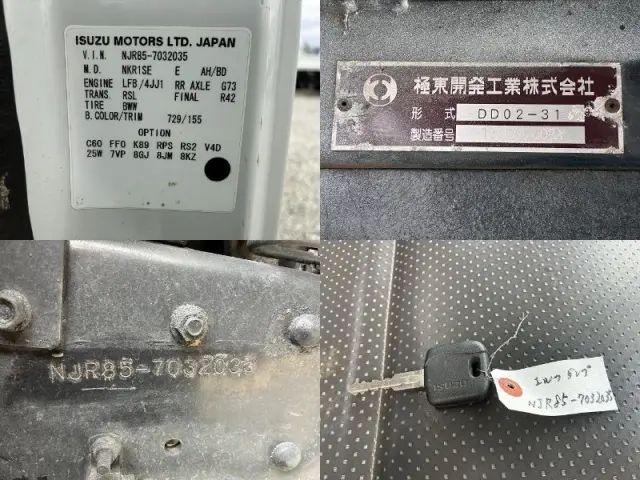 ISUZU MOTORS LTD. JAPAN
V.I.N. NJR85-7032035
M.D. NKR1SE E AH/BD
ENGINE LFB/4JJ1 RR AXLE G73
TRANS. RSL FINAL R42
TIRE BWW
B.COLOR/TRIM 729/155
OPTION
C60 FF0 K89 RPS RS2 V4D
25W 7VP 8GJ 8JM 8KZ
極東開発工業株式会社
形式 DD02-31
製造番号
NJR85-7032035
ISUZU
NJR85-7032035